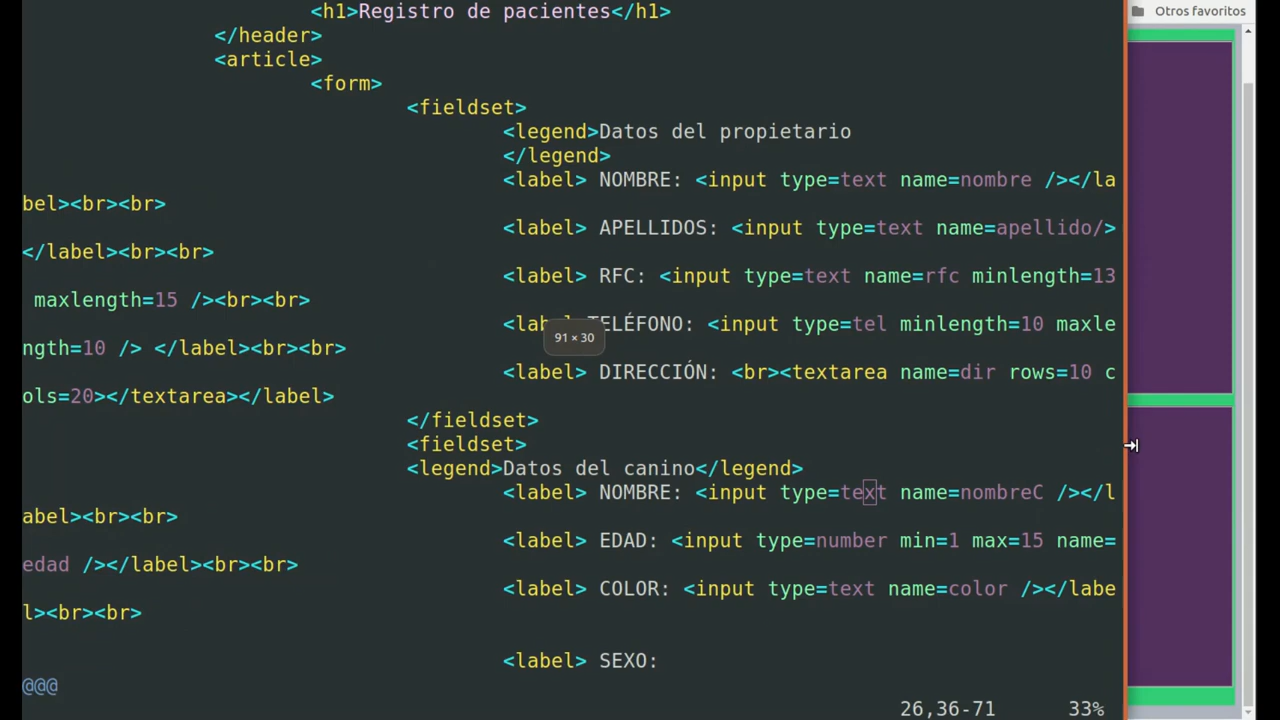 <h1>Registro de pacientes</h1>
Otros favoritos
</header>
<article>
<form>
<fieldset>
<legend>Datos del propietario
</legend>
<label> NOMBRE: <input type=text name=nombre /></la
bel><br><br>
<label> APELLIDOS: <input type=text name=apellido/>
</label><br><br>
<label> RFC: <input type=text name=rfc minlength=13
maxlength=15 /><br><br>
<lab TELÉFONO: <input type=tel minlength=10 maxle
91 × 30
ngth=10 /> </label><br><br>
<label> DIRECCIÓN: <br><textarea name=dir rows=10 c
ols=20></textarea></label>
</fieldset>
<fieldset>
<legend>Datos del canino</legend>
<label> NOMBRE: <input type=text name=nombreC /></l
abel><br><br>
<label> EDAD: <input type=number min=1 max=15 name=
edad /></label><br><br>
<label> COLOR: <input type=text name=color /></labe
l><br><br>
<label> SEXO:
@@@
26,36-71 33%